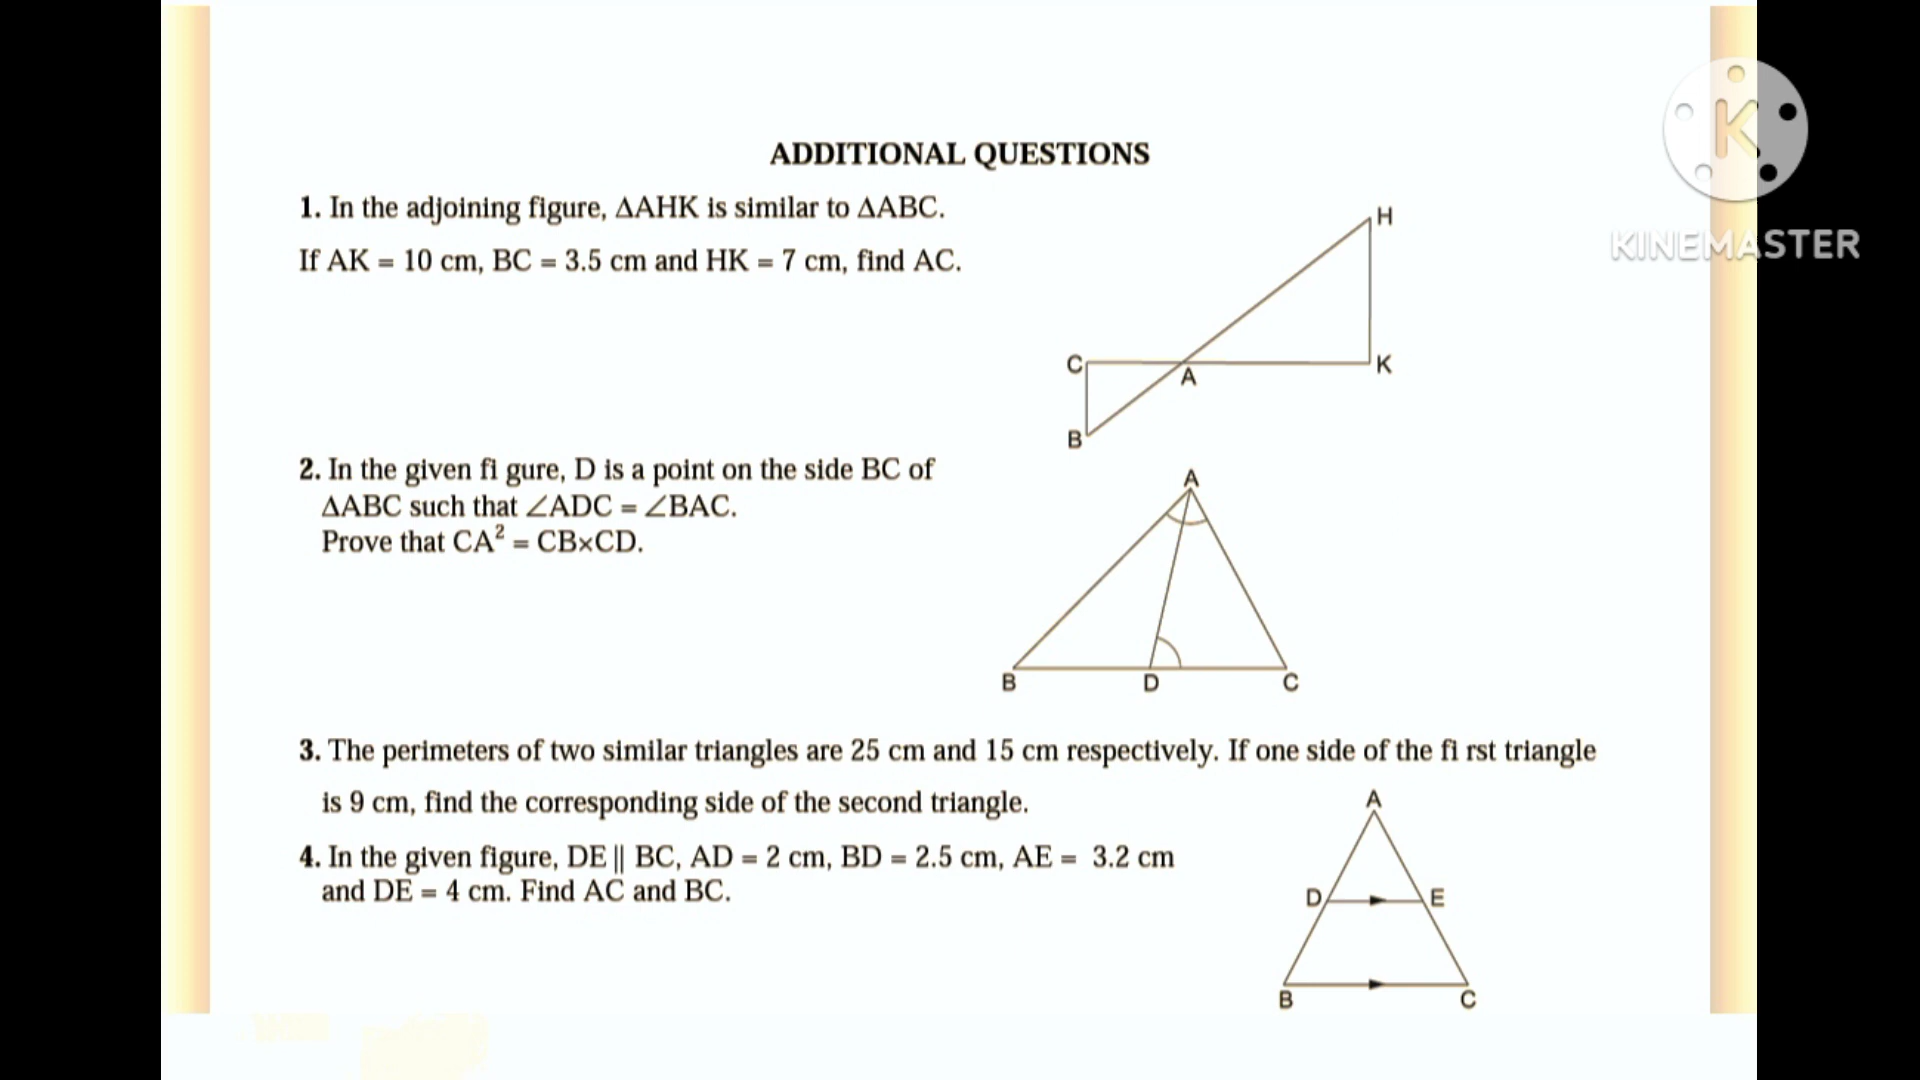 ADDITIONAL QUESTIONS
1. In the adjoining figure, ΔAHK is similar to ΔABC.
If AK = 10 cm, BC = 3.5 cm and HK = 7 cm, find AC.
H
C
A
K
B
2. In the given fi gure, D is a point on the side BC of
ΔABC such that ∠ADC = ∠BAC.
Prove that CA² = CB×CD.
A
B
D
C
3. The perimeters of two similar triangles are 25 cm and 15 cm respectively. If one side of the fi rst triangle
is 9 cm, find the corresponding side of the second triangle.
4. In the given figure, DE || BC, AD = 2 cm, BD = 2.5 cm, AE = 3.2 cm
and DE = 4 cm. Find AC and BC.
A
D
E
B
C
K
KINEMASTER